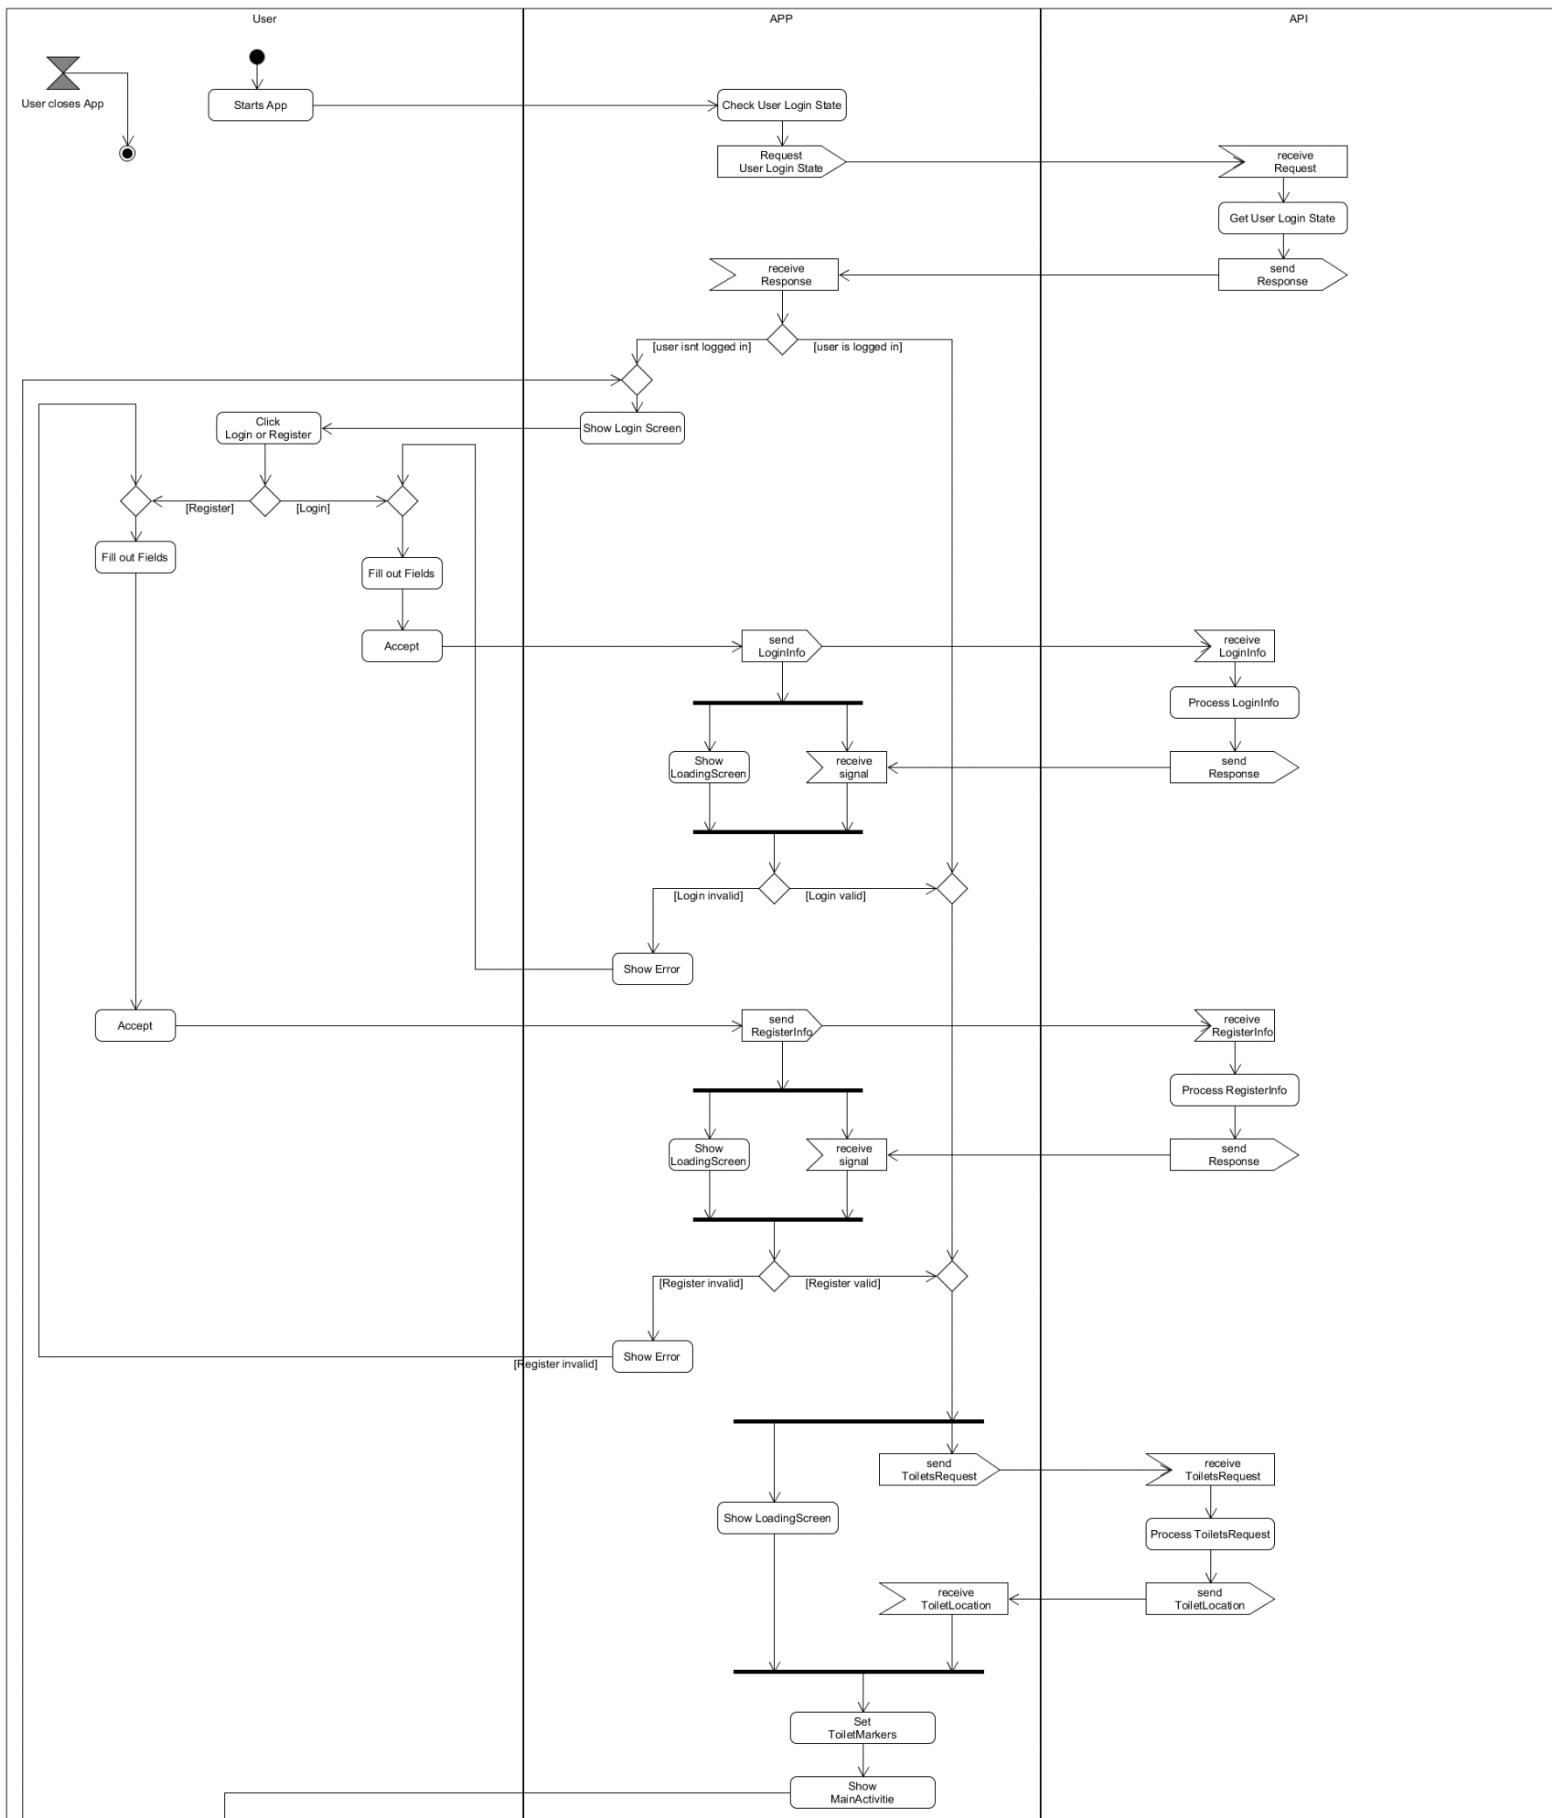 User
APP
API
User closes App
Starts App
Check User Login State
Request
User Login State
receive
Request
Get User Login State
receive
Response
send
Response
[user isnt logged in]
[user is logged in]
Click
Login or Register
Show Login Screen
[Register]
[Login]
Fill out Fields
Fill out Fields
Accept
send
LoginInfo
receive
LoginInfo
Process LoginInfo
Show
LoadingScreen
receive
signal
send
Response
[Login invalid]
[Login valid]
Show Error
Accept
send
RegisterInfo
receive
RegisterInfo
Process RegisterInfo
Show
LoadingScreen
receive
signal
send
Response
[Register invalid]
[Register valid]
Show Error
[Register invalid]
send
ToiletsRequest
receive
ToiletsRequest
Show LoadingScreen
Process ToiletsRequest
receive
ToiletLocation
send
ToiletLocation
Set
ToiletMarkers
Show
MainActivitie